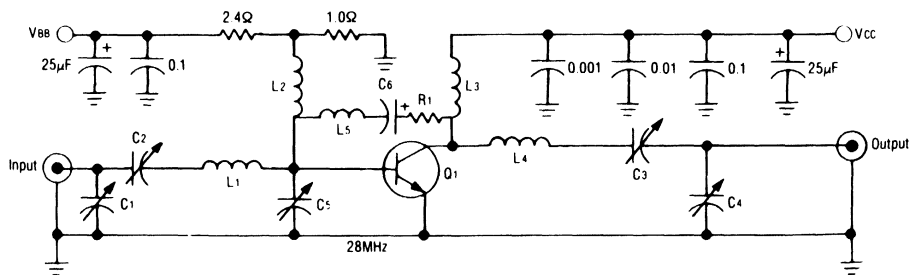 2.4Ω
1.0Ω
VBB
VCC
25μF
+
0.1
L2
C6
+
R1
L3
0.001
0.01
0.1
+
25μF
L5
C2
Input
L1
Q1
L4
Output
C3
C1
C5
C4
28MHz